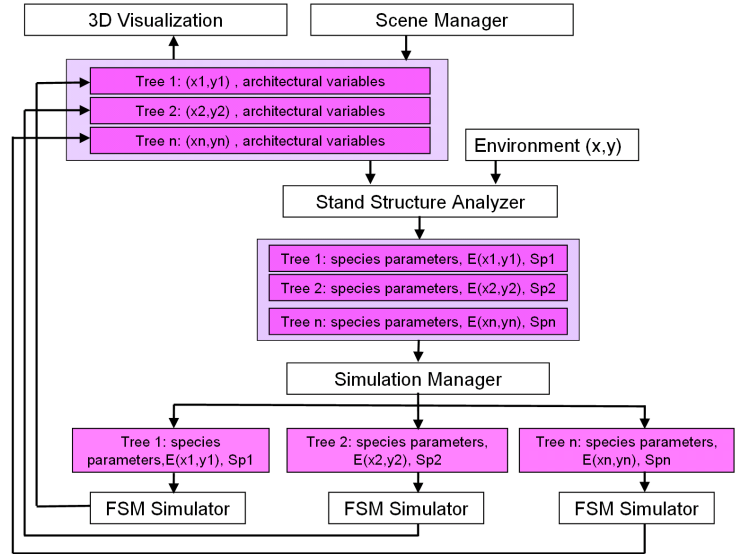 3D Visualization
Scene Manager
Tree 1: (x1,y1) , architectural variables
Tree 2: (x2,y2) , architectural variables
Tree n: (xn,yn) , architectural variables
Environment (x,y)
Stand Structure Analyzer
Tree 1: species parameters, E(x1,y1), Sp1
Tree 2: species parameters, E(x2,y2), Sp2
Tree n: species parameters, E(xn,yn), Spn
Simulation Manager
Tree 1: species
parameters,E(x1,y1), Sp1
Tree 2: species parameters,
E(x2,y2), Sp2
Tree n: species parameters,
E(xn,yn), Spn
FSM Simulator
FSM Simulator
FSM Simulator